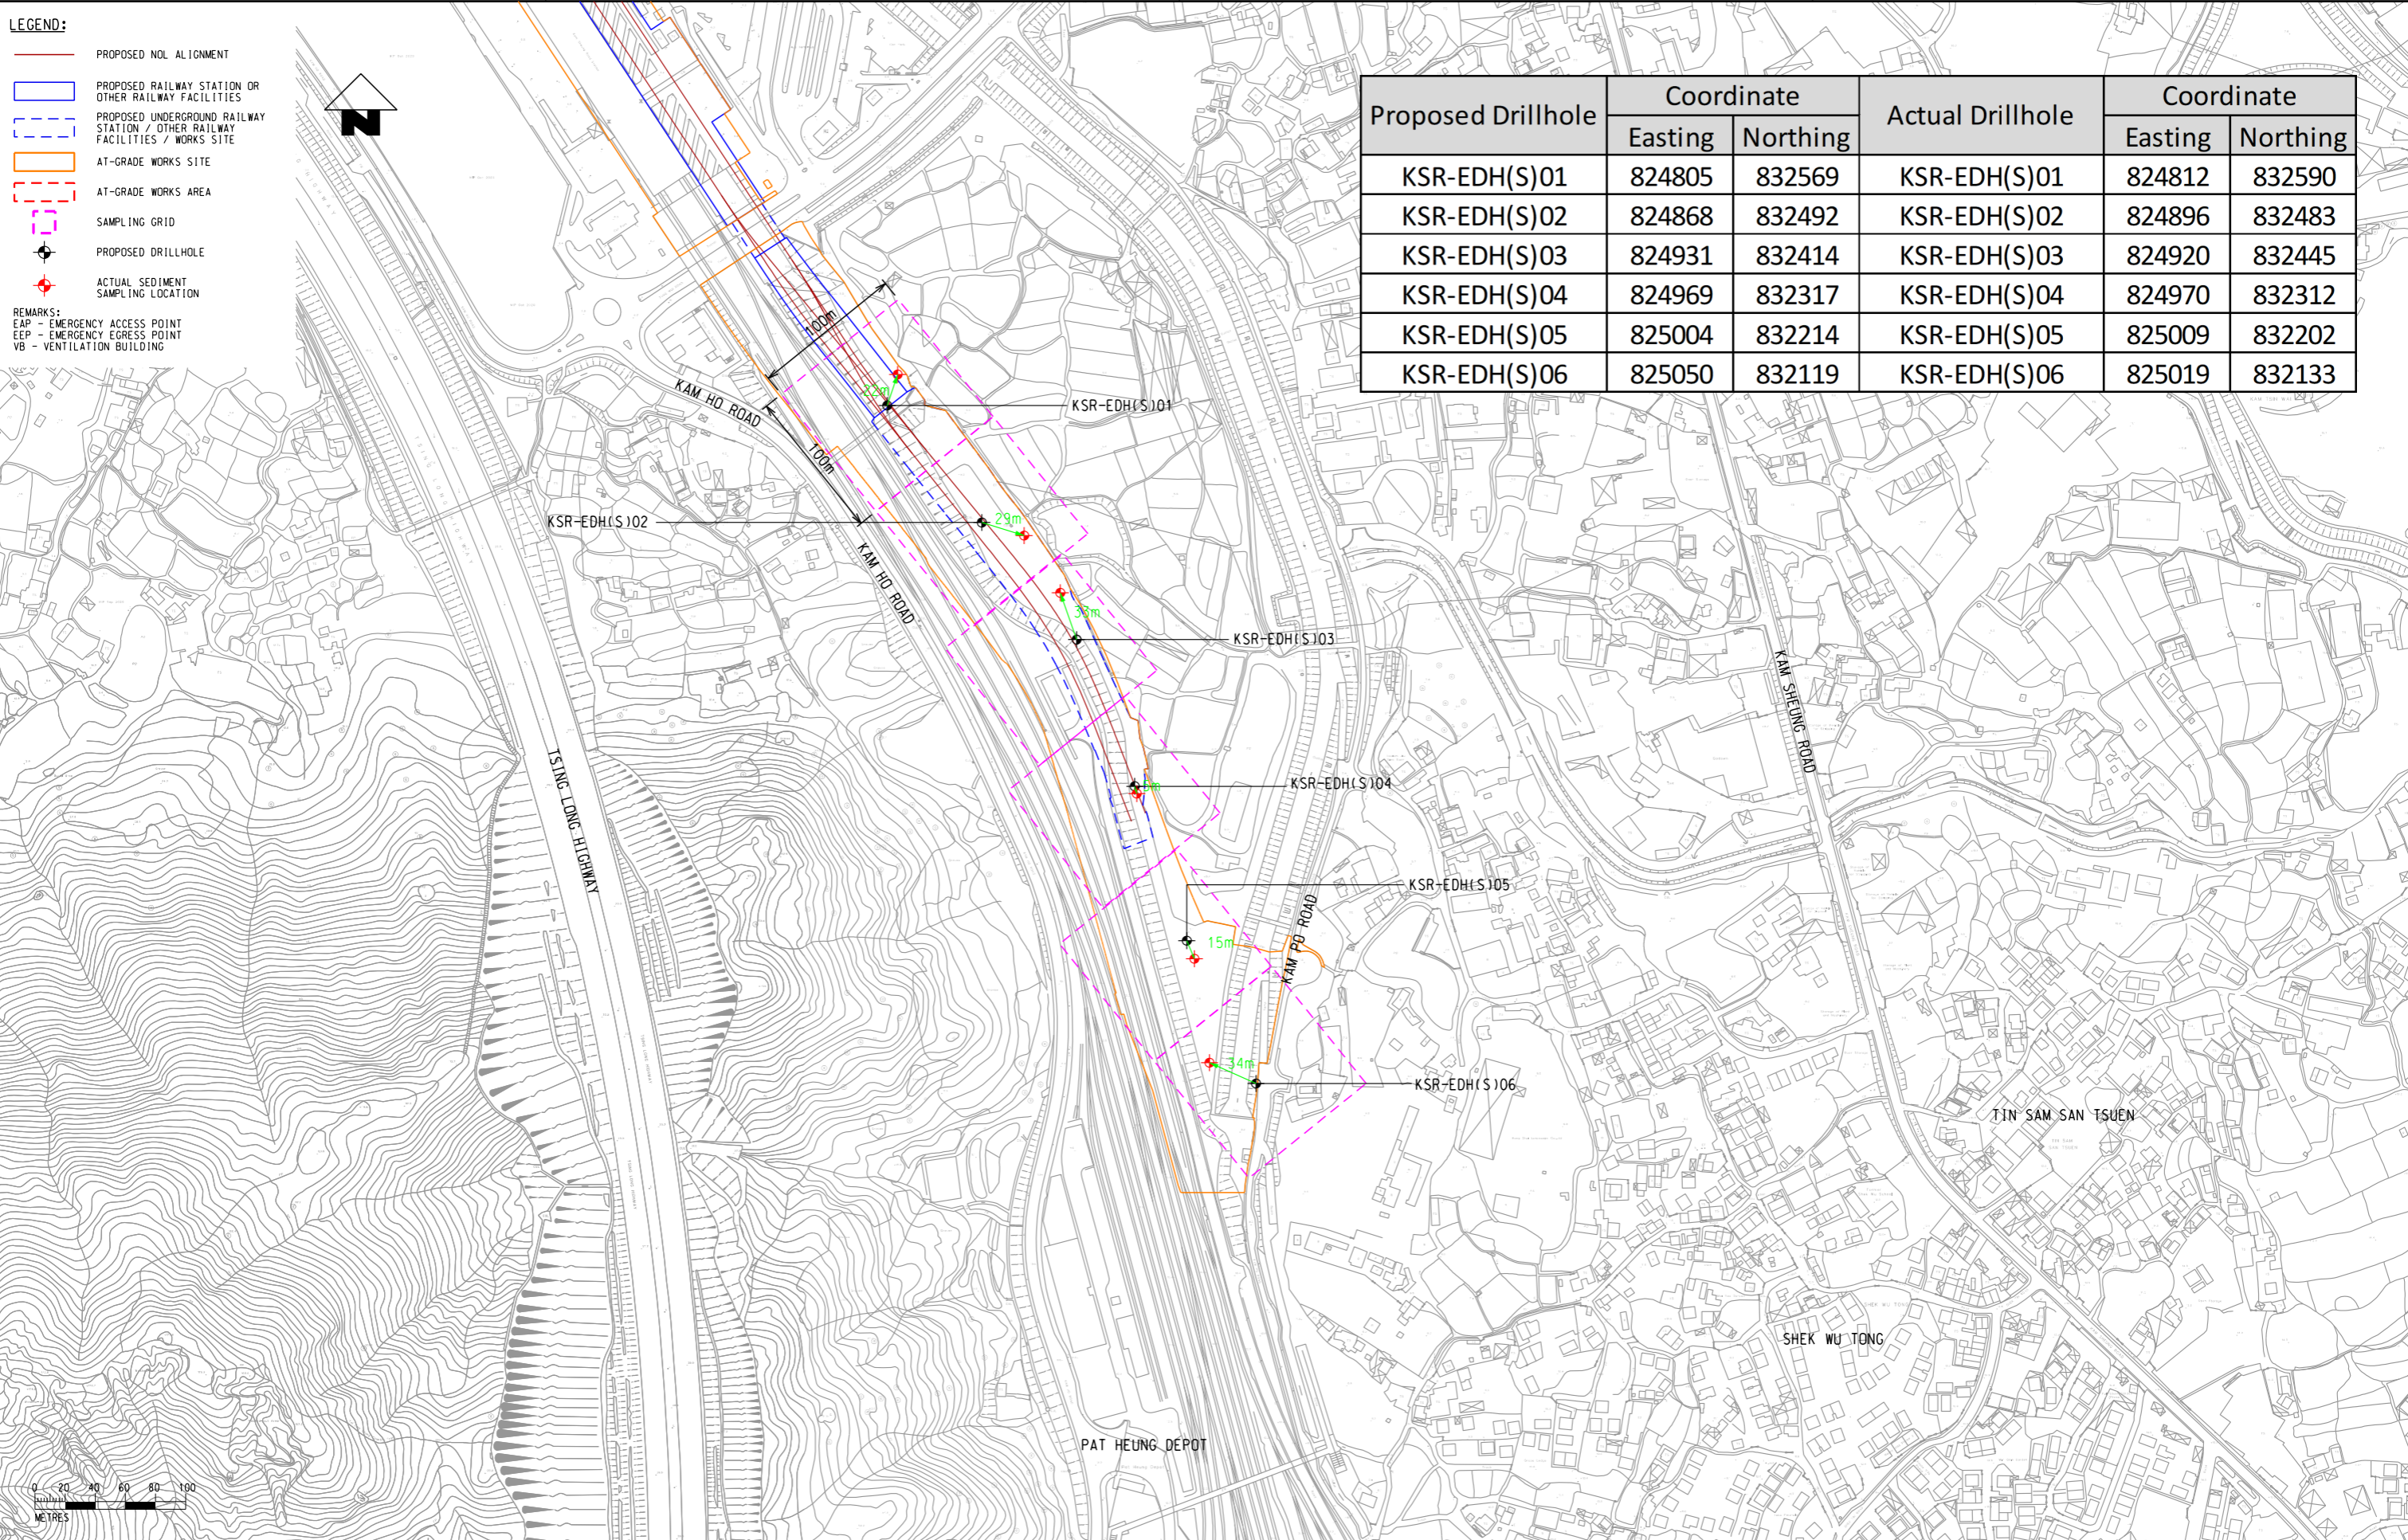 LEGEND:
PROPOSED NOL ALIGNMENT
PROPOSED RAILWAY STATION OR
OTHER RAILWAY FACILITIES
PROPOSED UNDERGROUND RAILWAY
STATION / OTHER RAILWAY
FACILITIES / WORKS SITE
AT-GRADE WORKS SITE
AT-GRADE WORKS AREA
SAMPLING GRID
PROPOSED DRILLHOLE
ACTUAL SEDIMENT
SAMPLING LOCATION
REMARKS:
EAP - EMERGENCY ACCESS POINT
EEP - EMERGENCY EGRESS POINT
VB - VENTILATION BUILDING
N
Proposed Drillhole Coordinate Actual Drillhole Coordinate
Easting Northing Easting Northing
KSR-EDH(S)01 824805 832569 KSR-EDH(S)01 824812 832590
KSR-EDH(S)02 824868 832492 KSR-EDH(S)02 824896 832483
KSR-EDH(S)03 824931 832414 KSR-EDH(S)03 824920 832445
KSR-EDH(S)04 824969 832317 KSR-EDH(S)04 824970 832312
KSR-EDH(S)05 825004 832214 KSR-EDH(S)05 825009 832202
KSR-EDH(S)06 825050 832119 KSR-EDH(S)06 825019 832133
100m
KAM HO ROAD
22m
KSR-EDH(S)01
100m
KSR-EDH(S)02
29m
KAM HO ROAD
33m
KSR-EDH(S)03
KAM SHEUNG ROAD
TSING LONG HIGHWAY
5m
KSR-EDH(S)04
KSR-EDH(S)05
15m
KAM PO ROAD
34m
KSR-EDH(S)06
TIN SAM SAN TSUEN
SHEK WU TONG
SHEK WU TONG
PAT HEUNG DEPOT
0 20 40 60 80 100
METRES